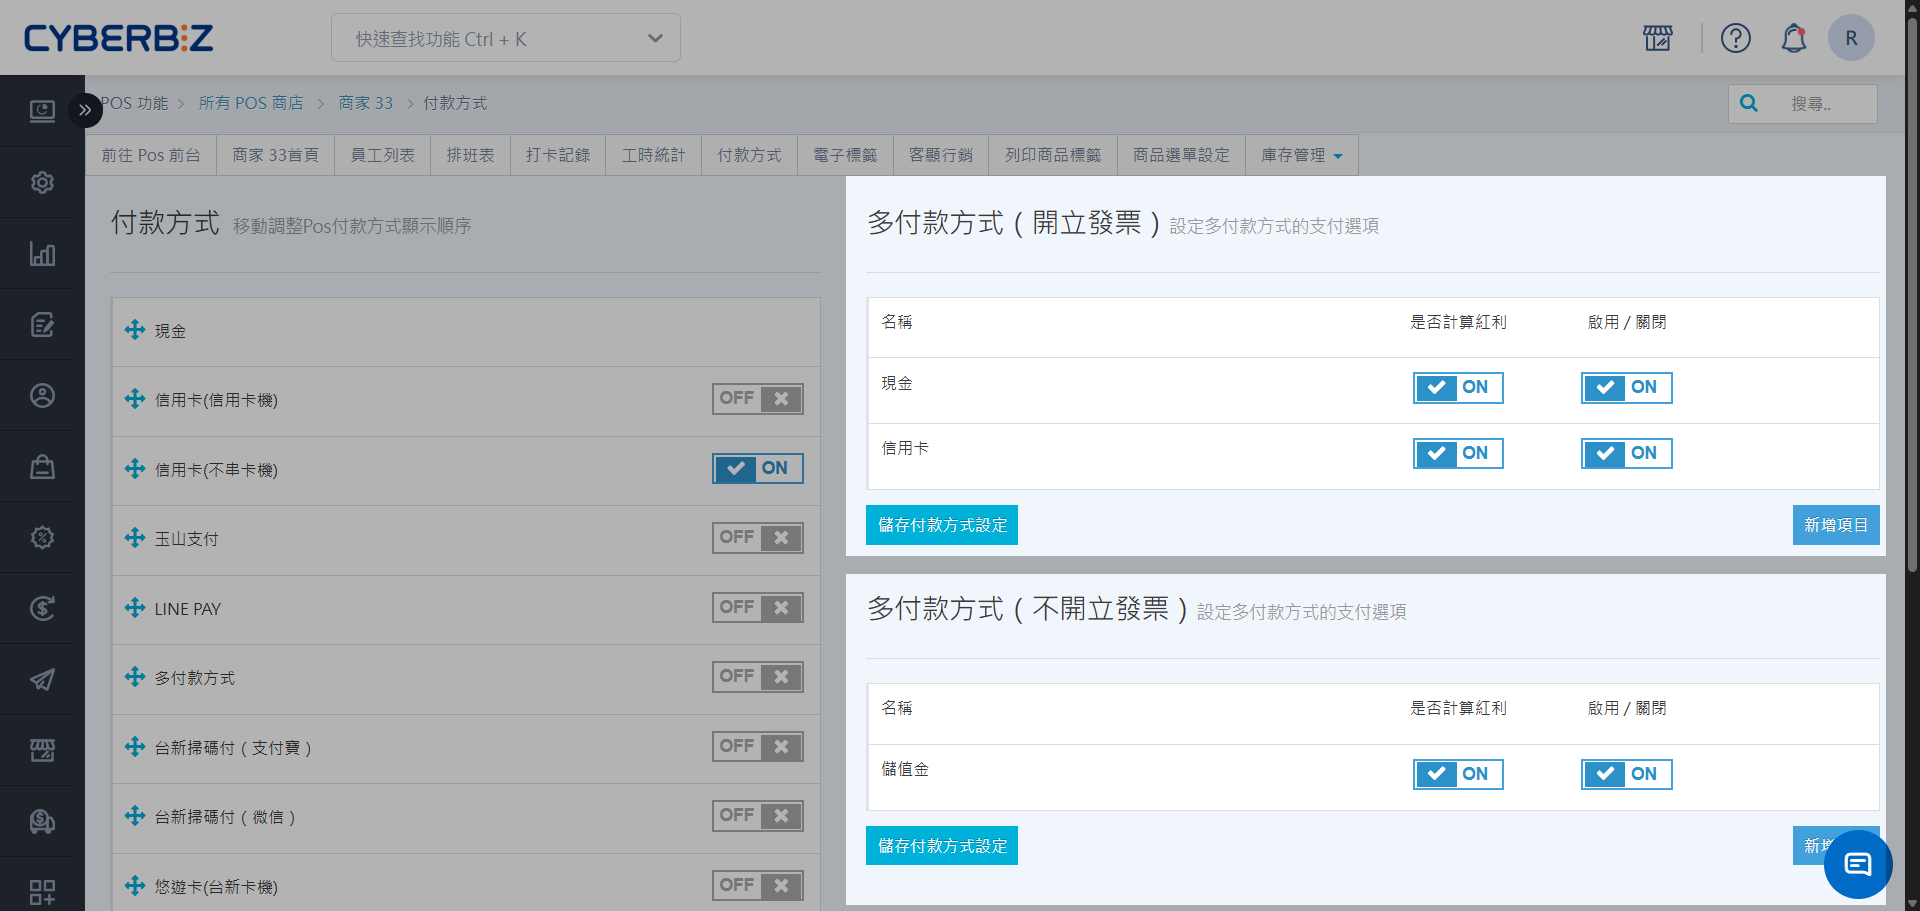 CYBERBIZ
快速查找功能 Ctrl + K
R
POS 功能 > 所有 POS 商店 > 商家 33 > 付款方式
搜尋..
前往 Pos 前台
商家 33首頁
員工列表
排班表
打卡記錄
工時統計
付款方式
電子標籤
客顯行銷
列印商品標籤
商品選單設定
庫存管理
付款方式 移動調整Pos付款方式顯示順序
現金
信用卡(信用卡機) OFF
信用卡(不串卡機) ON
玉山支付 OFF
LINE PAY OFF
多付款方式 OFF
台新掃碼付 ( 支付寶 ) OFF
台新掃碼付 ( 微信 ) OFF
悠遊卡(台新卡機) OFF
多付款方式 ( 開立發票 ) 設定多付款方式的支付選項
名稱 是否計算紅利 啟用 / 關閉
現金 ON ON
信用卡 ON ON
儲存付款方式設定
新增項目
多付款方式 ( 不開立發票 ) 設定多付款方式的支付選項
名稱 是否計算紅利 啟用 / 關閉
儲值金 ON ON
儲存付款方式設定
新增